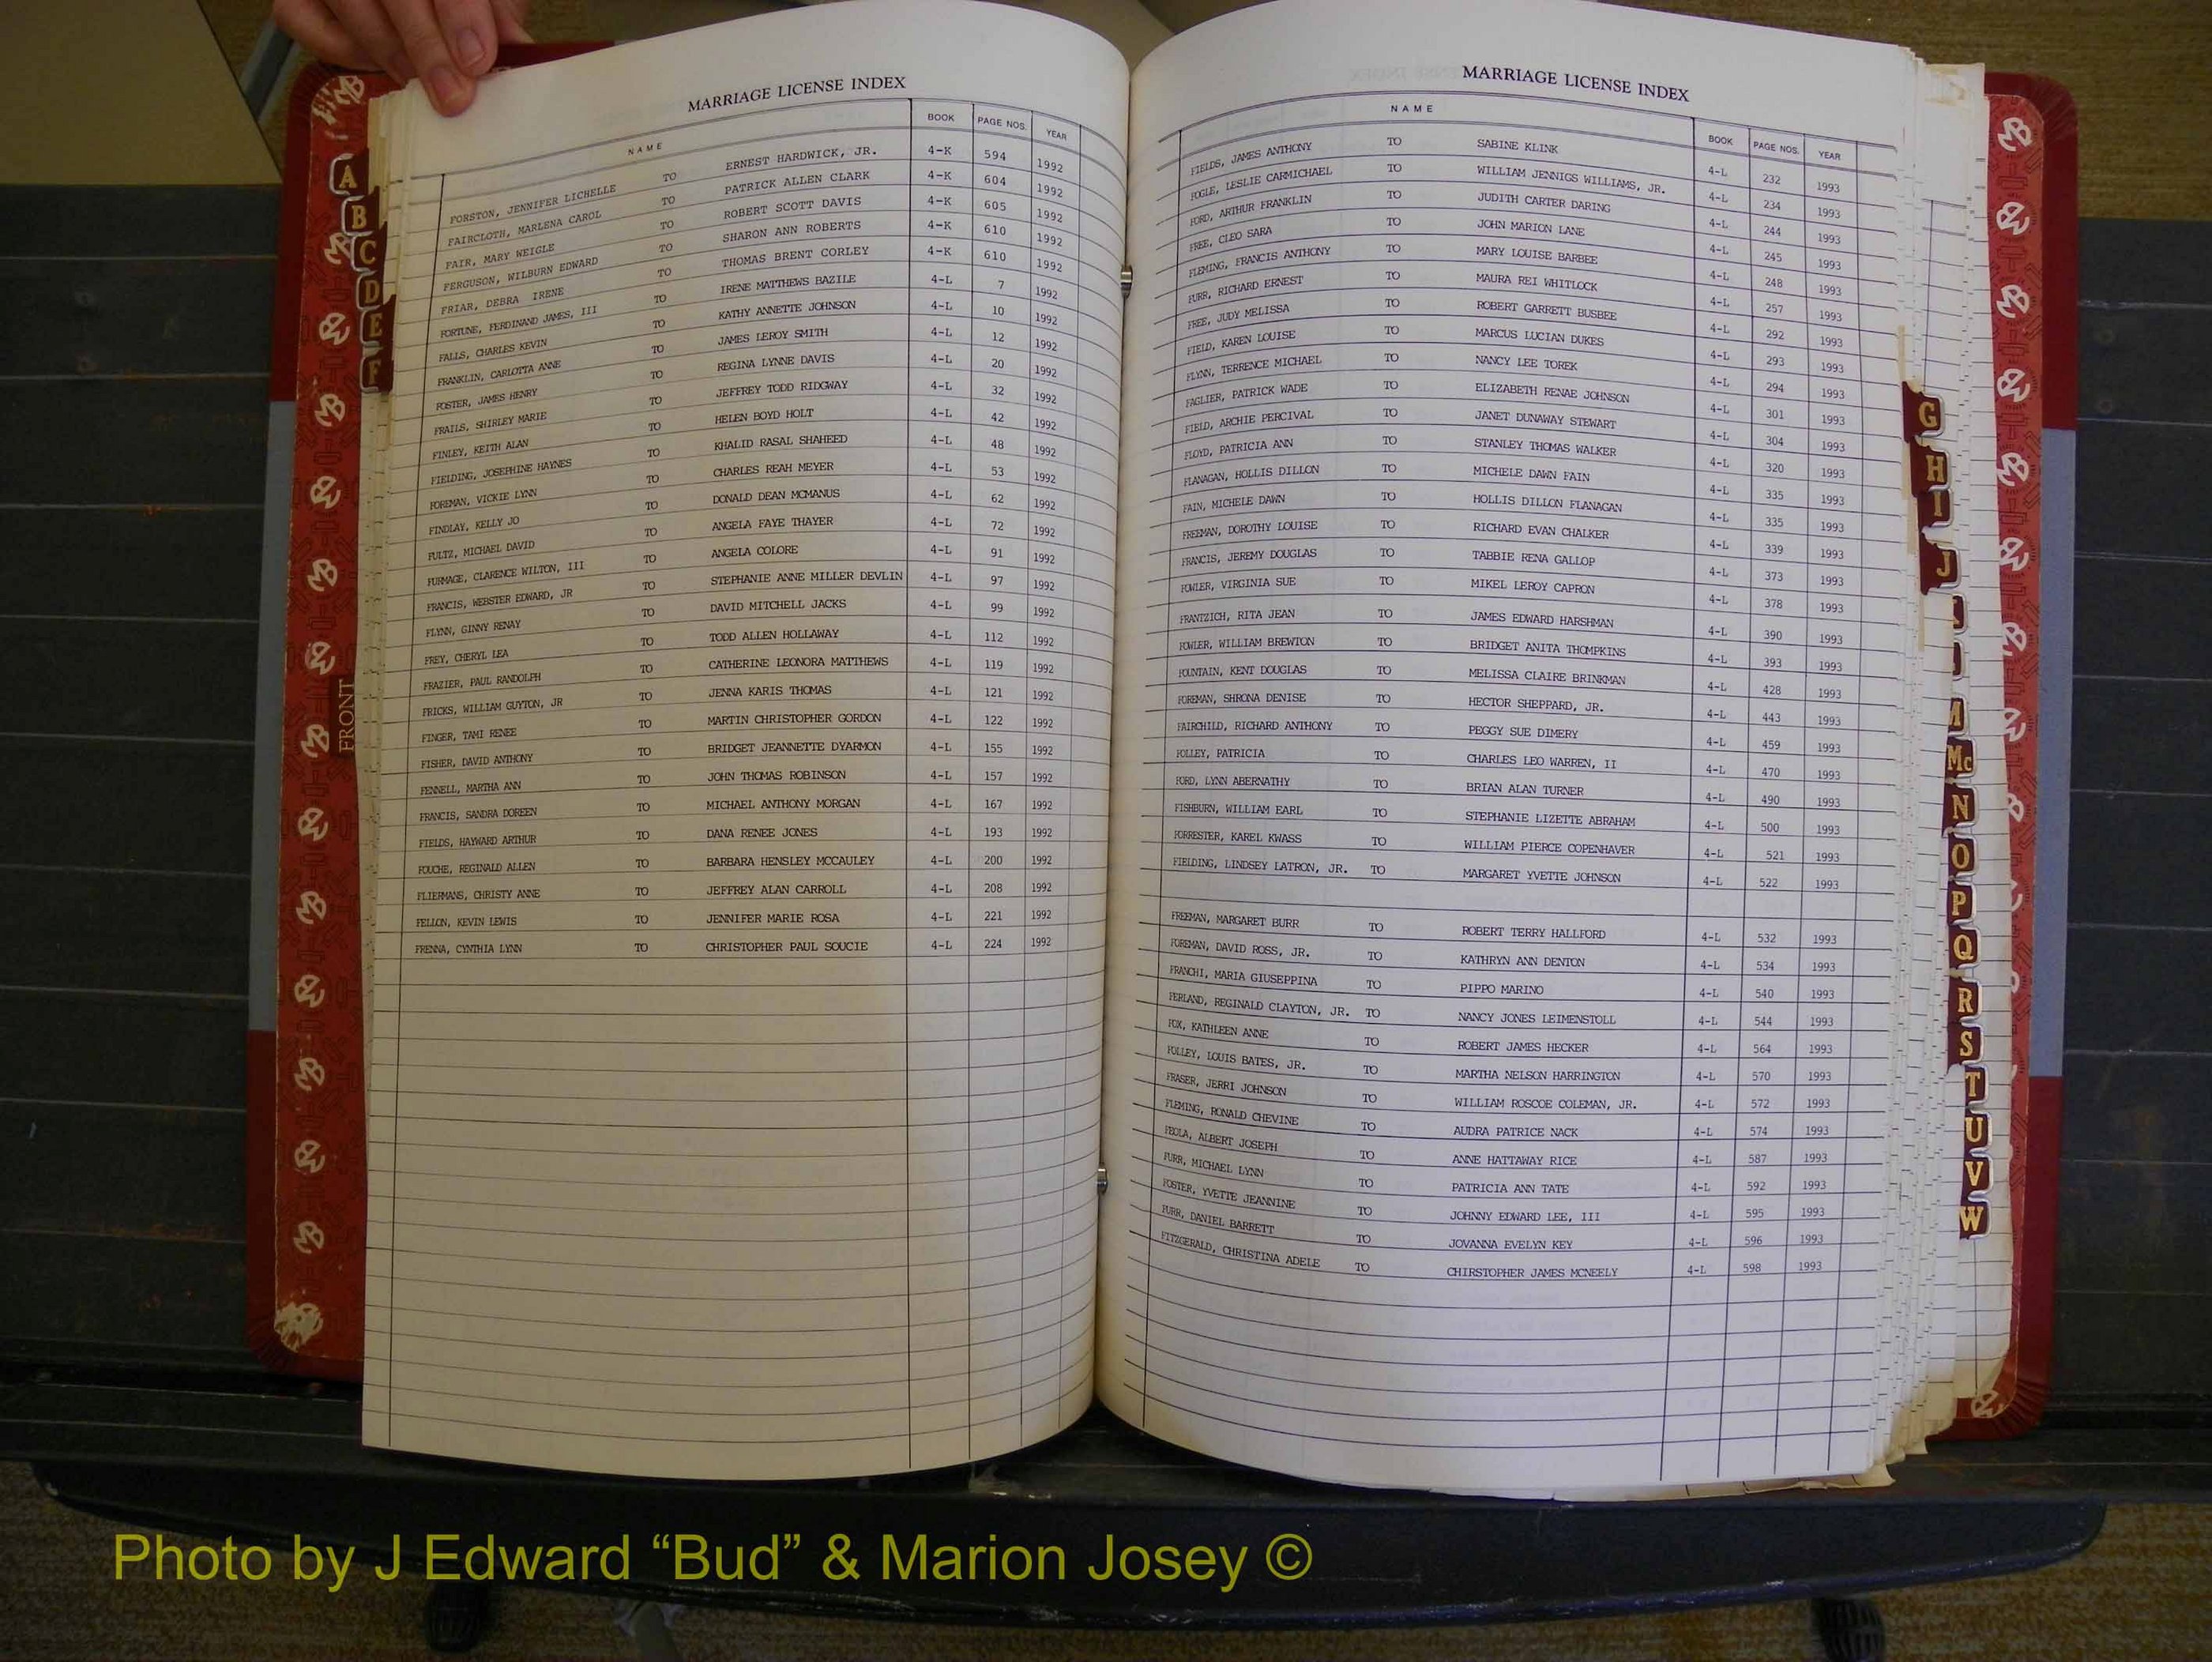 MARRIAGE LICENSE INDEX
NAME BOOK PAGE NOS. YEAR
FORSTON, JENNIFER LICHELLE TO ERNEST HARDWICK, JR. 4-K 594 1992
FAIRCLOTH, MARLENA CAROL TO PATRICK ALLEN CLARK 4-K 604 1992
FAIR, MARY WEIGLE TO ROBERT SCOTT DAVIS 4-K 605 1992
FERGUSON, WILBURN EDWARD TO SHARON ANN ROBERTS 4-K 610 1992
FRIAR, DEBRA IRENE TO THOMAS BRENT CORLEY 4-K 610 1992
FORTUNE, FERDINAND JAMES, III TO IRENE MATTHEWS BAZILE 4-L 7 1992
FALLS, CHARLES KEVIN TO KATHY ANNETTE JOHNSON 4-L 10 1992
FRANKLIN, CARLOTTA ANNE TO JAMES LEROY SMITH 4-L 12 1992
FOSTER, JAMES HENRY TO REGINA LYNNE DAVIS 4-L 20 1992
FRAILS, SHIRLEY MARIE TO JEFFREY TODD RIDGWAY 4-L 32 1992
FINLEY, KEITH ALAN TO HELEN BOYD HOLT 4-L 42 1992
FIELDING, JOSEPHINE HAYNES TO KHALID RASAL SHAHEED 4-L 48 1992
FOREMAN, VICKIE LYNN TO CHARLES REAH MEYER 4-L 53 1992
FINDLAY, KELLY JO TO DONALD DEAN MCMANUS 4-L 62 1992
FULTZ, MICHAEL DAVID TO ANGELA FAYE THAYER 4-L 72 1992
FURMAGE, CLARENCE WILTON, III TO ANGELA COLORE 4-L 91 1992
FRANCIS, WEBSTER EDWARD, JR TO STEPHANIE ANNE MILLER DEVLIN 4-L 97 1992
FLYNN, GINNY RENAY TO DAVID MITCHELL JACKS 4-L 99 1992
FREY, CHERYL LEA TO TODD ALLEN HOLLAWAY 4-L 112 1992
FRAZIER, PAUL RANDOLPH TO CATHERINE LEONORA MATTHEWS 4-L 119 1992
FRICKS, WILLIAM GUYTON, JR TO JENNA KARIS THOMAS 4-L 121 1992
FINGER, TAMI RENEE TO MARTIN CHRISTOPHER GORDON 4-L 122 1992
FISHER, DAVID ANTHONY TO BRIDGET JEANNETTE DYARMON 4-L 155 1992
FENNELL, MARTHA ANN TO JOHN THOMAS ROBINSON 4-L 157 1992
FRANCIS, SANDRA DOREEN TO MICHAEL ANTHONY MORGAN 4-L 167 1992
FIELDS, HAYWARD ARTHUR TO DANA RENEE JONES 4-L 193 1992
FOUCHE, REGINALD ALLEN TO BARBARA HENSLEY MCCAULEY 4-L 200 1992
FLIERMANS, CHRISTY ANNE TO JEFFREY ALAN CARROLL 4-L 208 1992
FELLON, KEVIN LEWIS TO JENNIFER MARIE ROSA 4-L 221 1992
FRENNA, CYNTHIA LYNN TO CHRISTOPHER PAUL SOUCIE 4-L 224 1992
MARRIAGE LICENSE INDEX
NAME BOOK PAGE NOS. YEAR
FIELDS, JAMES ANTHONY TO SABINE KLINK 4-L 232 1993
FOGLE, LESLIE CARMICHAEL TO WILLIAM JENNIGS WILLIAMS, JR. 4-L 234 1993
FORD, ARTHUR FRANKLIN TO JUDITH CARTER DARING 4-L 244 1993
FREE, CLEO SARA TO JOHN MARION LANE 4-L 245 1993
FLEMING, FRANCIS ANTHONY TO MARY LOUISE BARBEE 4-L 248 1993
FURR, RICHARD ERNEST TO MAURA REI WHITLOCK 4-L 257 1993
FREE, JUDY MELISSA TO ROBERT GARRETT BUSBEE 4-L 292 1993
FIELD, KAREN LOUISE TO MARCUS LUCIAN DUKES 4-L 293 1993
FLYNN, TERRENCE MICHAEL TO NANCY LEE TOREK 4-L 294 1993
FAGLIER, PATRICK WADE TO ELIZABETH RENAE JOHNSON 4-L 301 1993
FIELD, ARCHIE PERCIVAL TO JANET DUNAWAY STEWART 4-L 304 1993
FLOYD, PATRICIA ANN TO STANLEY THOMAS WALKER 4-L 320 1993
FLANAGAN, HOLLIS DILLON TO MICHELE DAWN FAIN 4-L 335 1993
FAIN, MICHELE DAWN TO HOLLIS DILLON FLANAGAN 4-L 335 1993
FREEMAN, DOROTHY LOUISE TO RICHARD EVAN CHALKER 4-L 339 1993
FRANCIS, JEREMY DOUGLAS TO TABBIE RENA GALLOP 4-L 373 1993
FOWLER, VIRGINIA SUE TO MIKEL LEROY CAPRON 4-L 378 1993
FRANTZICH, RITA JEAN TO JAMES EDWARD HARSHMAN 4-L 390 1993
FOWLER, WILLIAM BREWTON TO BRIDGET ANITA THOMPKINS 4-L 393 1993
FOUNTAIN, KENT DOUGLAS TO MELISSA CLAIRE BRINKMAN 4-L 428 1993
FOREMAN, SHRONA DENISE TO HECTOR SHEPPARD, JR. 4-L 443 1993
FAIRCHILD, RICHARD ANTHONY TO PEGGY SUE DIMERY 4-L 459 1993
FOLLEY, PATRICIA TO CHARLES LEO WARREN, II 4-L 470 1993
FORD, LYNN ABERNATHY TO BRIAN ALAN TURNER 4-L 490 1993
FISHBURN, WILLIAM EARL TO STEPHANIE LIZETTE ABRAHAM 4-L 500 1993
FORRESTER, KAREL KWASS TO WILLIAM PIERCE COPENHAVER 4-L 521 1993
FIELDING, LINDSEY LATRON, JR. TO MARGARET YVETTE JOHNSON 4-L 522 1993
FREEMAN, MARGARET BURR TO ROBERT TERRY HALLFORD 4-L 532 1993
FOREMAN, DAVID ROSS, JR. TO KATHRYN ANN DENTON 4-L 534 1993
FRANCHI, MARIA GIUSEPPINA TO PIPPO MARINO 4-L 540 1993
FERLAND, REGINALD CLAYTON, JR. TO NANCY JONES LEIMENSTOLL 4-L 544 1993
FOX, KATHLEEN ANNE TO ROBERT JAMES HECKER 4-L 564 1993
FOLLEY, LOUIS BATES, JR. TO MARTHA NELSON HARRINGTON 4-L 570 1993
FRASER, JERRI JOHNSON TO WILLIAM ROSCOE COLEMAN, JR. 4-L 572 1993
FLEMING, RONALD CHEVINE TO AUDRA PATRICE NACK 4-L 574 1993
FEOLA, ALBERT JOSEPH TO ANNE HATTAWAY RICE 4-L 587 1993
FURR, MICHAEL LYNN TO PATRICIA ANN TATE 4-L 592 1993
FOSTER, YVETTE JEANNINE TO JOHNNY EDWARD LEE, III 4-L 595 1993
FURR, DANIEL BARRETT TO JOVANNA EVELYN KEY 4-L 596 1993
FITZGERALD, CHRISTINA ADELE TO CHIRSTOPHER JAMES MCNEELY 4-L 598 1993
A
B
C
D
E
F
FRONT
G
H
I
J
M
Mc
N
O
P
Q
R
S
T
U
V
W
Photo by J Edward “Bud” & Marion Josey ©